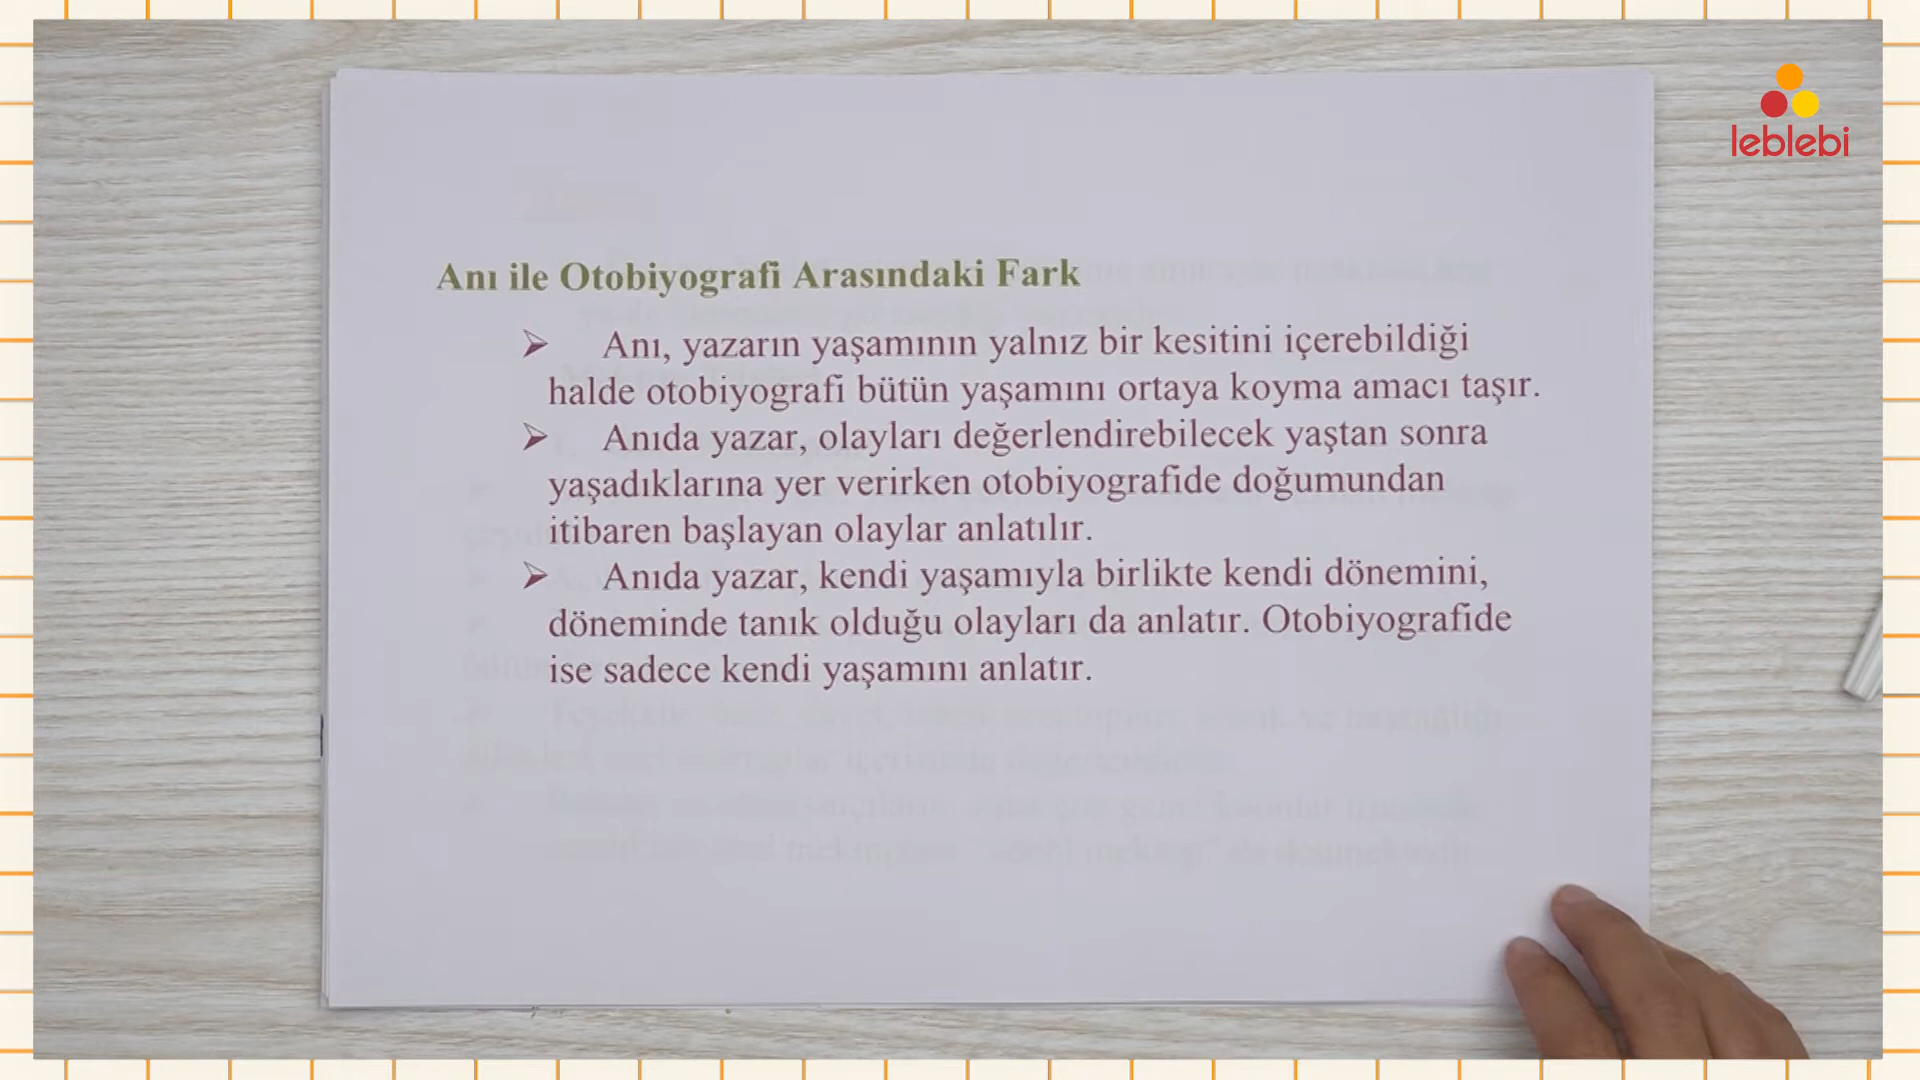 leblebi
Anı ile Otobiyografi Arasındaki Fark
➢ Anı, yazarın yaşamının yalnız bir kesitini içerebildiği
halde otobiyografi bütün yaşamını ortaya koyma amacı taşır.
➢ Anıda yazar, olayları değerlendirebilecek yaştan sonra
yaşadıklarına yer verirken otobiyografide doğumundan
itibaren başlayan olaylar anlatılır.
➢ Anıda yazar, kendi yaşamıyla birlikte kendi dönemini,
döneminde tanık olduğu olayları da anlatır. Otobiyografide
ise sadece kendi yaşamını anlatır.